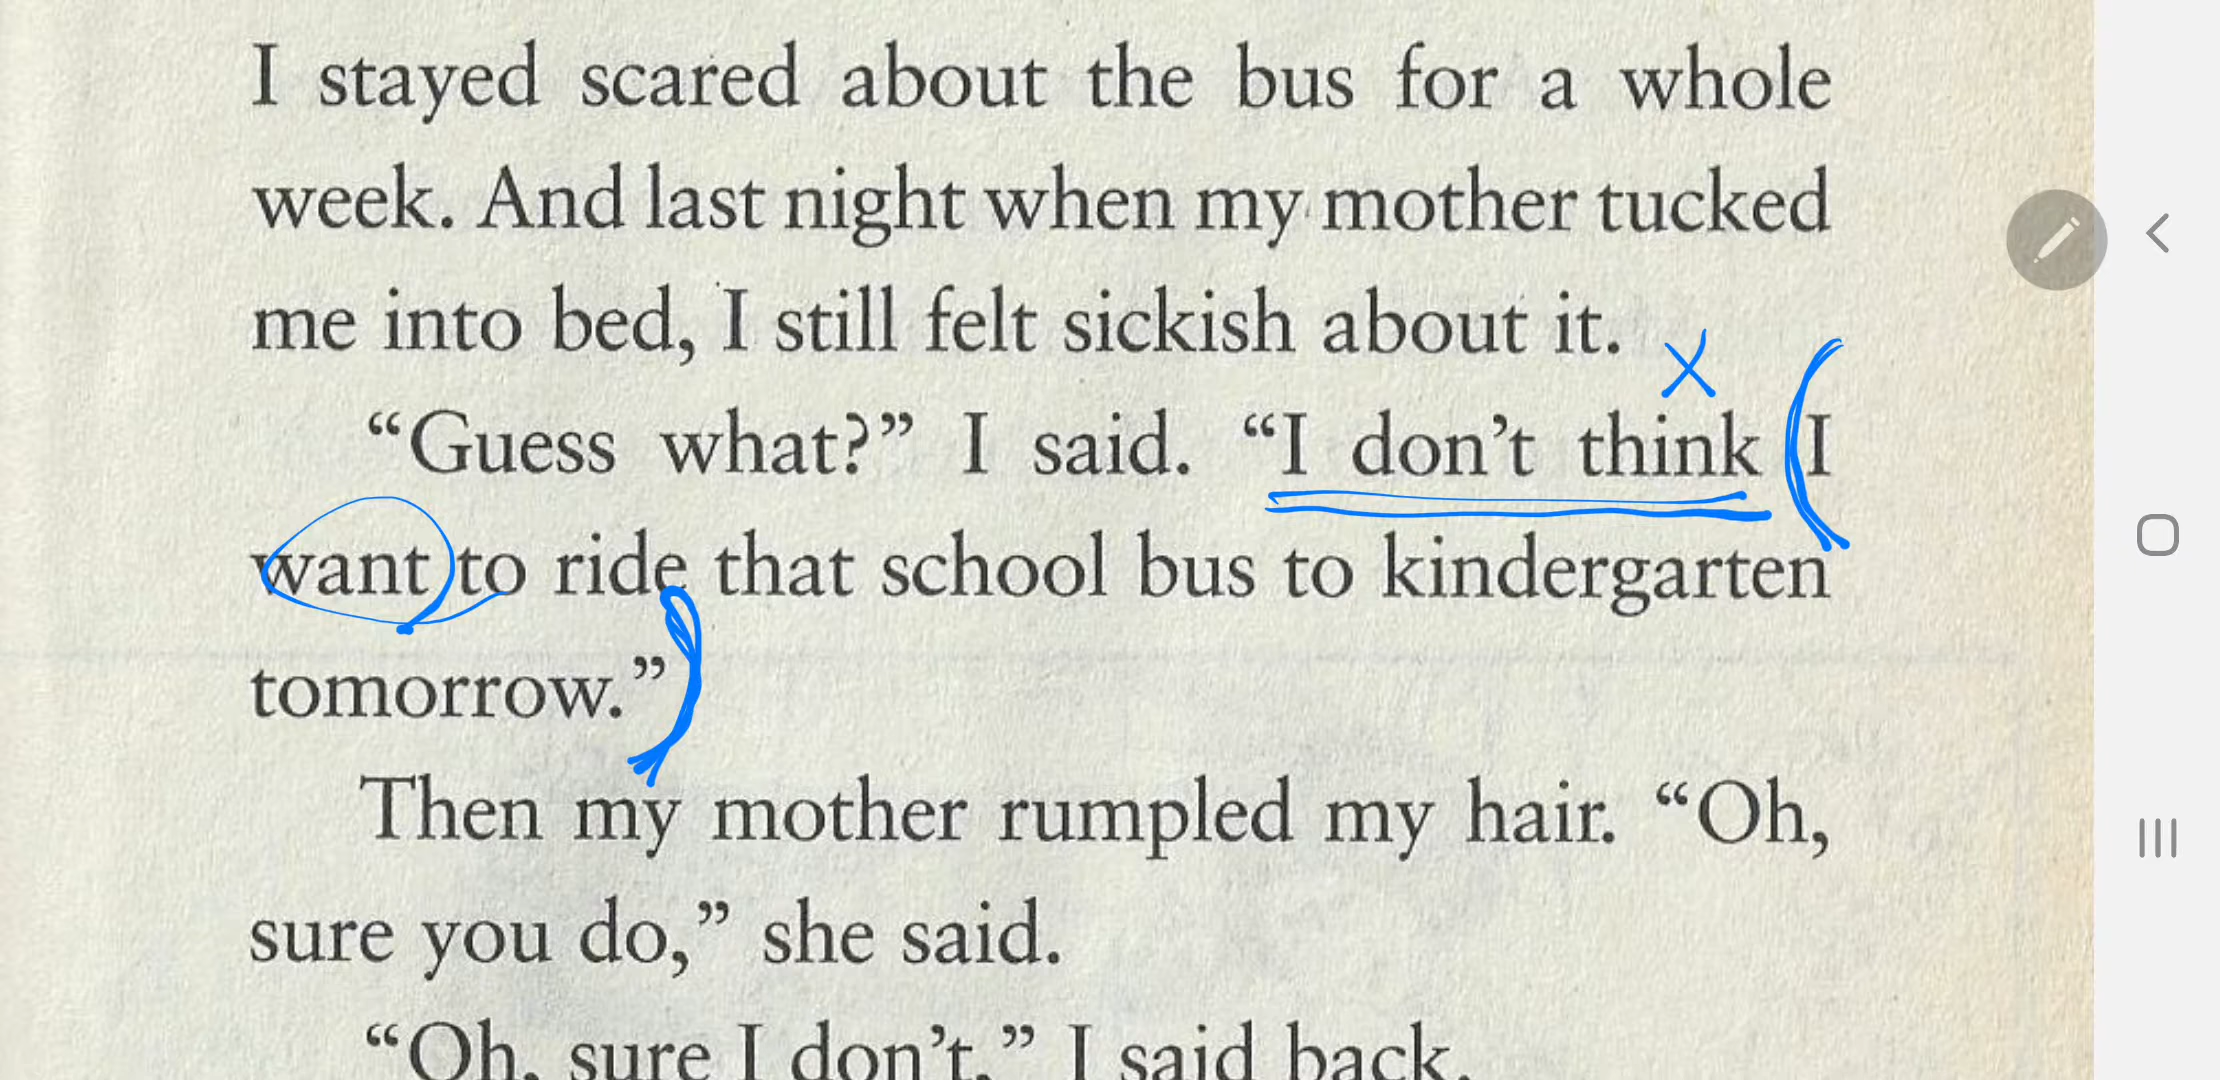 I stayed scared about the bus for a whole
week. And last night when my mother tucked
me into bed, I still felt sickish about it.
“Guess what?” I said. “I don’t think I
want to ride that school bus to kindergarten
tomorrow.”
Then my mother rumpled my hair. “Oh,
sure you do,” she said.
“Oh, sure I don’t,” I said back.